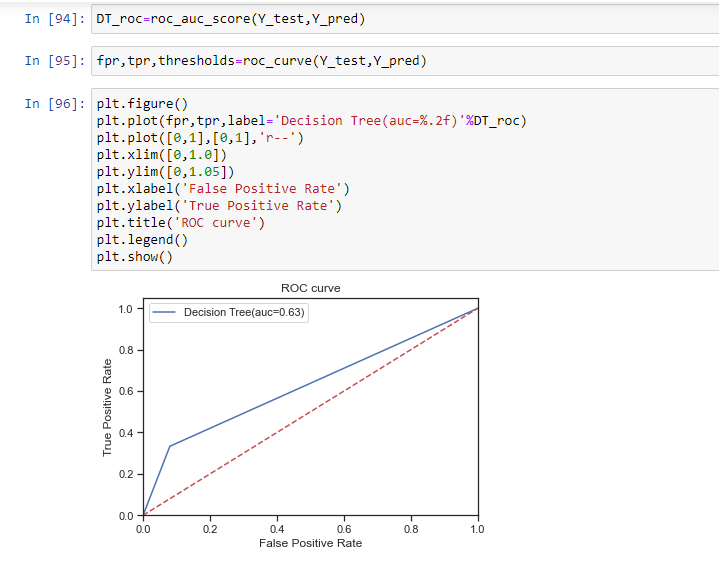 In [94]: DT_roc=roc_auc_score(Y_test,Y_pred)
In [95]: fpr,tpr,thresholds=roc_curve(Y_test,Y_pred)
In [96]: plt.figure()
plt.plot(fpr,tpr,label='Decision Tree(auc=%.2f)'%DT_roc)
plt.plot([0,1],[0,1],'r--')
plt.xlim([0,1.0])
plt.ylim([0,1.05])
plt.xlabel('False Positive Rate')
plt.ylabel('True Positive Rate')
plt.title('ROC curve')
plt.legend()
plt.show()
ROC curve
Decision Tree(auc=0.63)
True Positive Rate
1.0
0.8
0.6
0.4
0.2
0.0
0.0 0.2 0.4 0.6 0.8 1.0
False Positive Rate